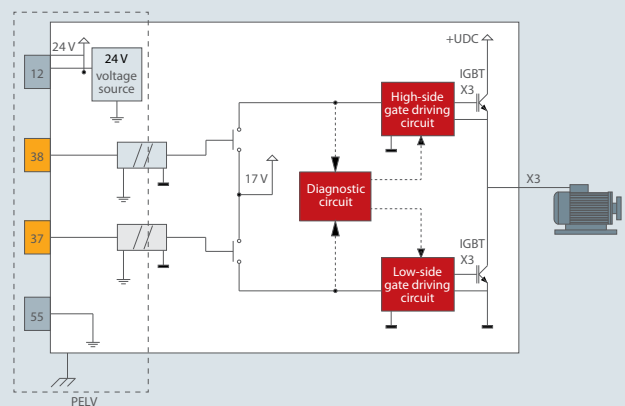 24 V
12
24 V
voltage
source
38
37
55
PELV
17 V
+UDC
High-side
gate driving
circuit
IGBT
X3
Diagnostic
circuit
X3
Low-side
gate driving
circuit
IGBT
X3